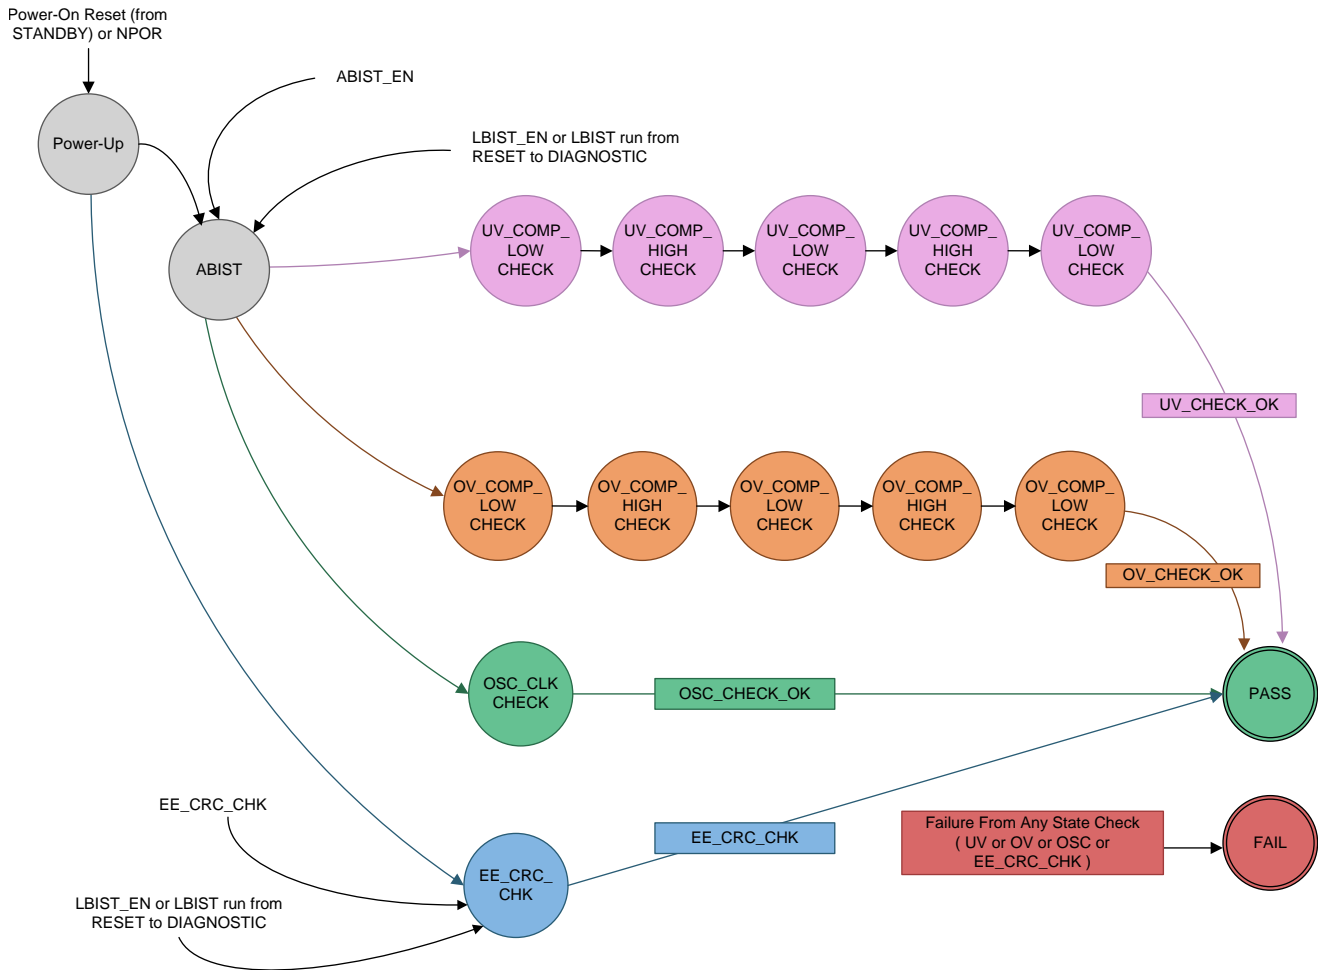 Power-On Reset (from
STANDBY) or NPOR
ABIST_EN
Power-Up
LBIST_EN or LBIST run from
RESET to DIAGNOSTIC
ABIST
UV_COMP_
LOW
CHECK
UV_COMP_
HIGH
CHECK
UV_COMP_
LOW
CHECK
UV_COMP_
HIGH
CHECK
UV_COMP_
LOW
CHECK
UV_CHECK_OK
OV_COMP_
LOW
CHECK
OV_COMP_
HIGH
CHECK
OV_COMP_
LOW
CHECK
OV_COMP_
HIGH
CHECK
OV_COMP_
LOW
CHECK
OV_CHECK_OK
OSC_CLK
CHECK
OSC_CHECK_OK
PASS
EE_CRC_CHK
EE_CRC_
CHK
EE_CRC_CHK
Failure From Any State Check
( UV or OV or OSC or
EE_CRC_CHK )
FAIL
LBIST_EN or LBIST run from
RESET to DIAGNOSTIC